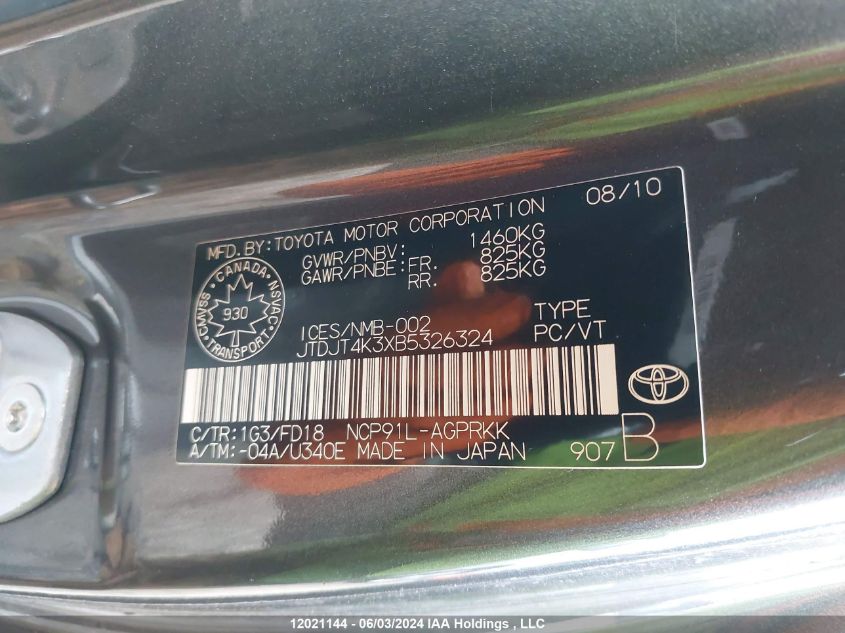 08/10
MFD.BY:TOYOTA MOTOR CORPORATION
GVWR/PNBV: 1460KG
GAWR/PNBE:FR. 825KG
RR. 825KG
CANADA
CMVSS NSVAC
930
TRANSPORT
ICES/NMB-002 TYPE
JTDJT4K3XB5326324 PC/VT
C/TR:1G3/FD18 NCP91L-AGPRKK
A/TM:-04A/U340E MADE IN JAPAN 907 B
12021144 - 06/03/2024 IAA Holdings , LLC